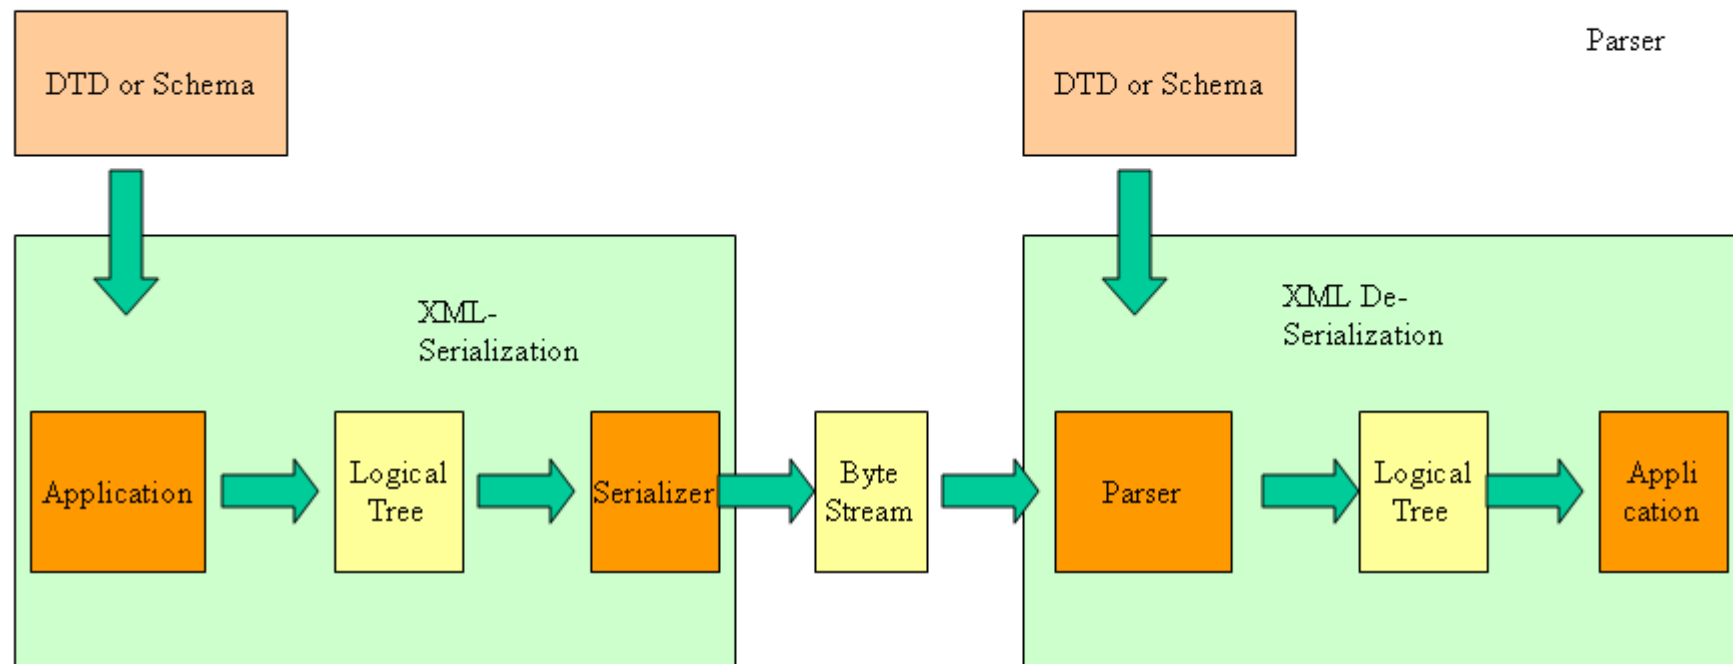 DTD or Schema
DTD or Schema
Parser
XML-
Serialization
XML De-
Serialization
Application
Logical
Tree
Serializer
Byte
Stream
Parser
Logical
Tree
Appli
cation